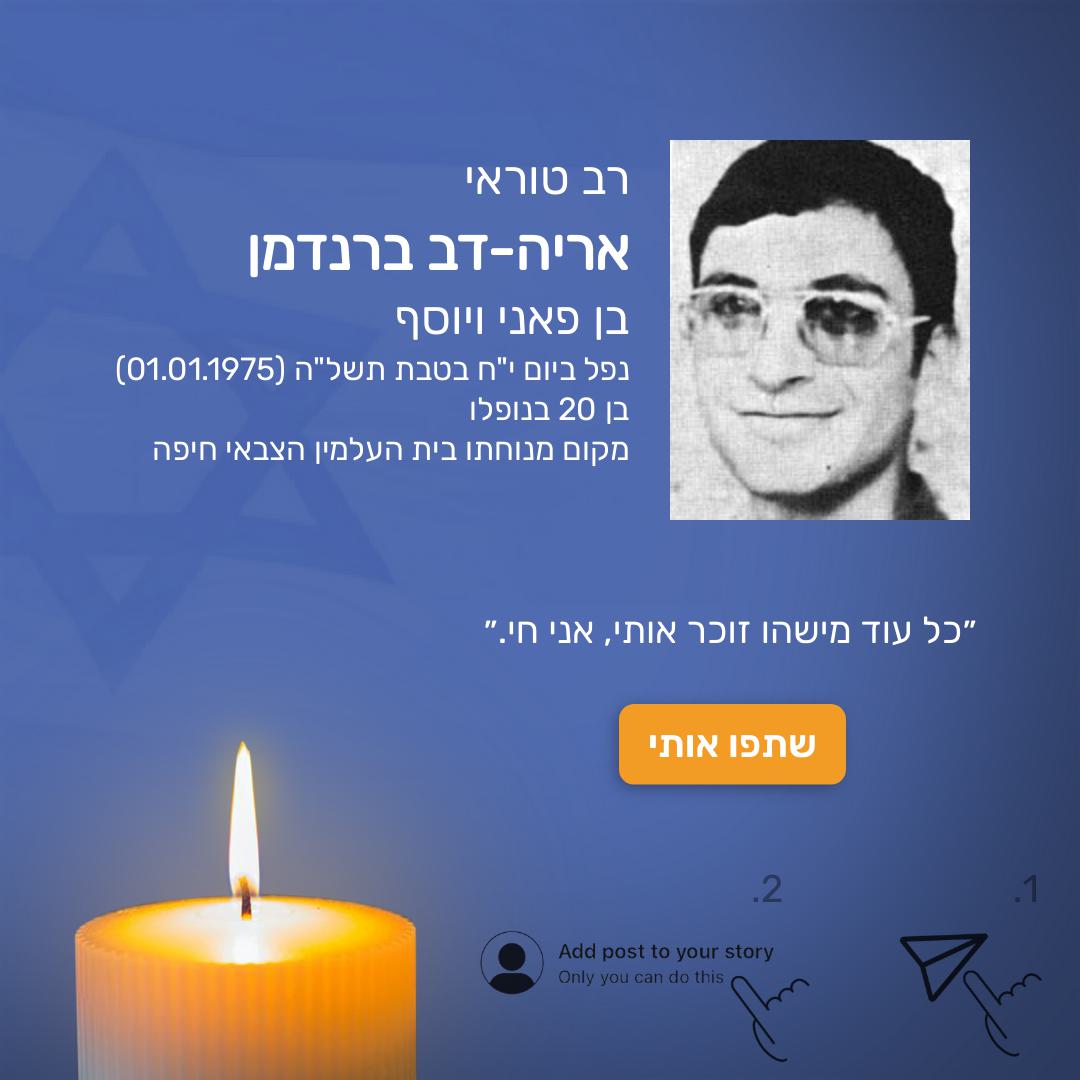 רב טוראי
אריה-דב ברנדמן
בן פאני ויוסף
נפל ביום י"ח בטבת תשל"ה (01.01.1975)
בן 20 בנופלו
מקום מנוחתו בית העלמין הצבאי חיפה
״כל עוד מישהו זוכר אותי, אני חי.״
שתפו אותי
1.
2.
Add post to your story
Only you can do this